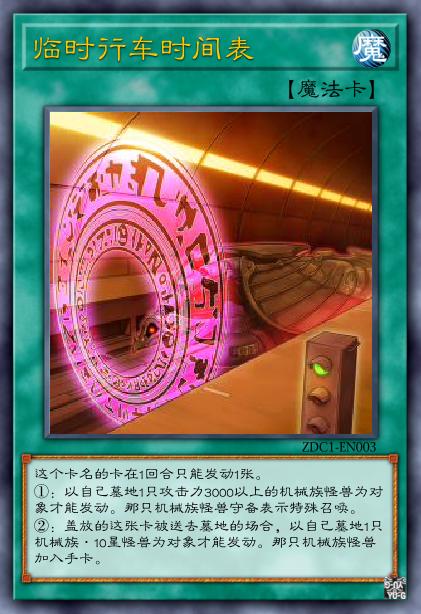 临时行车时间表
魔
【魔法卡】
ZDC1-EN003
这个卡名的卡在1回合只能发动1张。
①：以自己墓地1只攻击力3000以上的机械族怪兽为对
象才能发动。那只机械族怪兽守备表示特殊召唤。
②：盖放的这张卡被送去墓地的场合，以自己墓地1只
机械族·10星怪兽为对象才能发动。那只机械族怪兽
加入手卡。